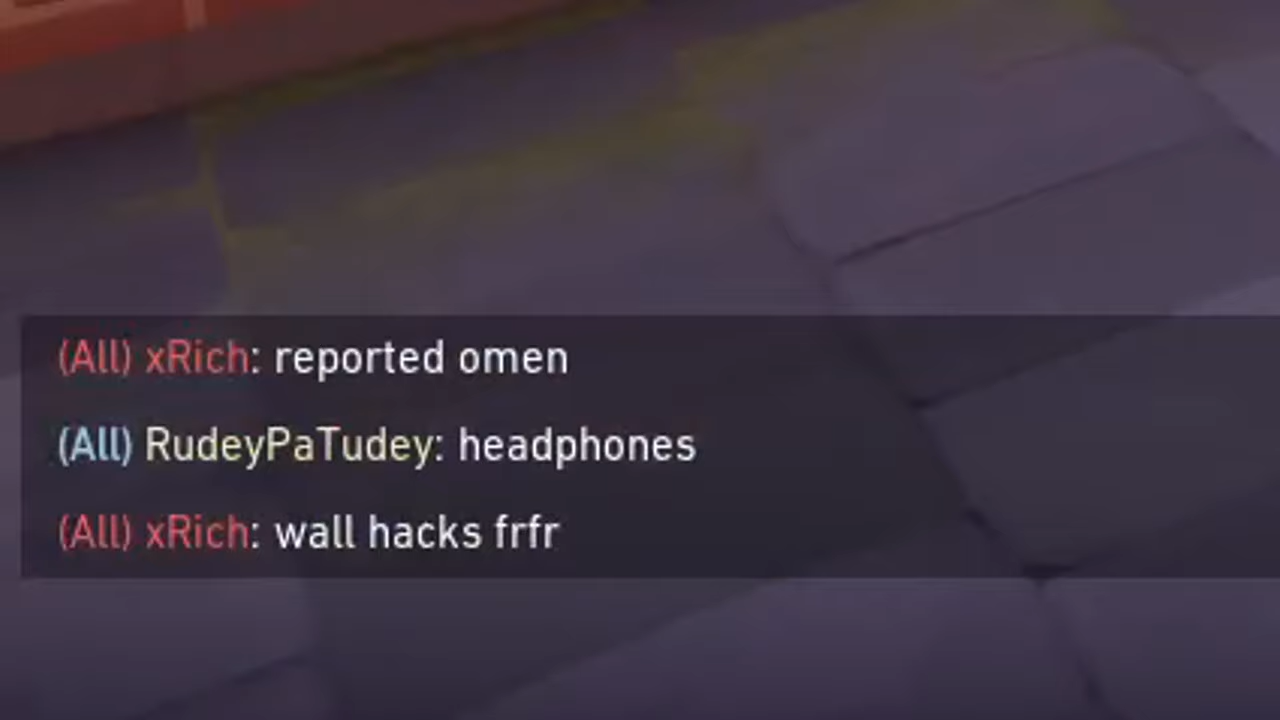 (All) xRich: reported omen
(All) RudeyPaTudey: headphones
(All) xRich: wall hacks frfr